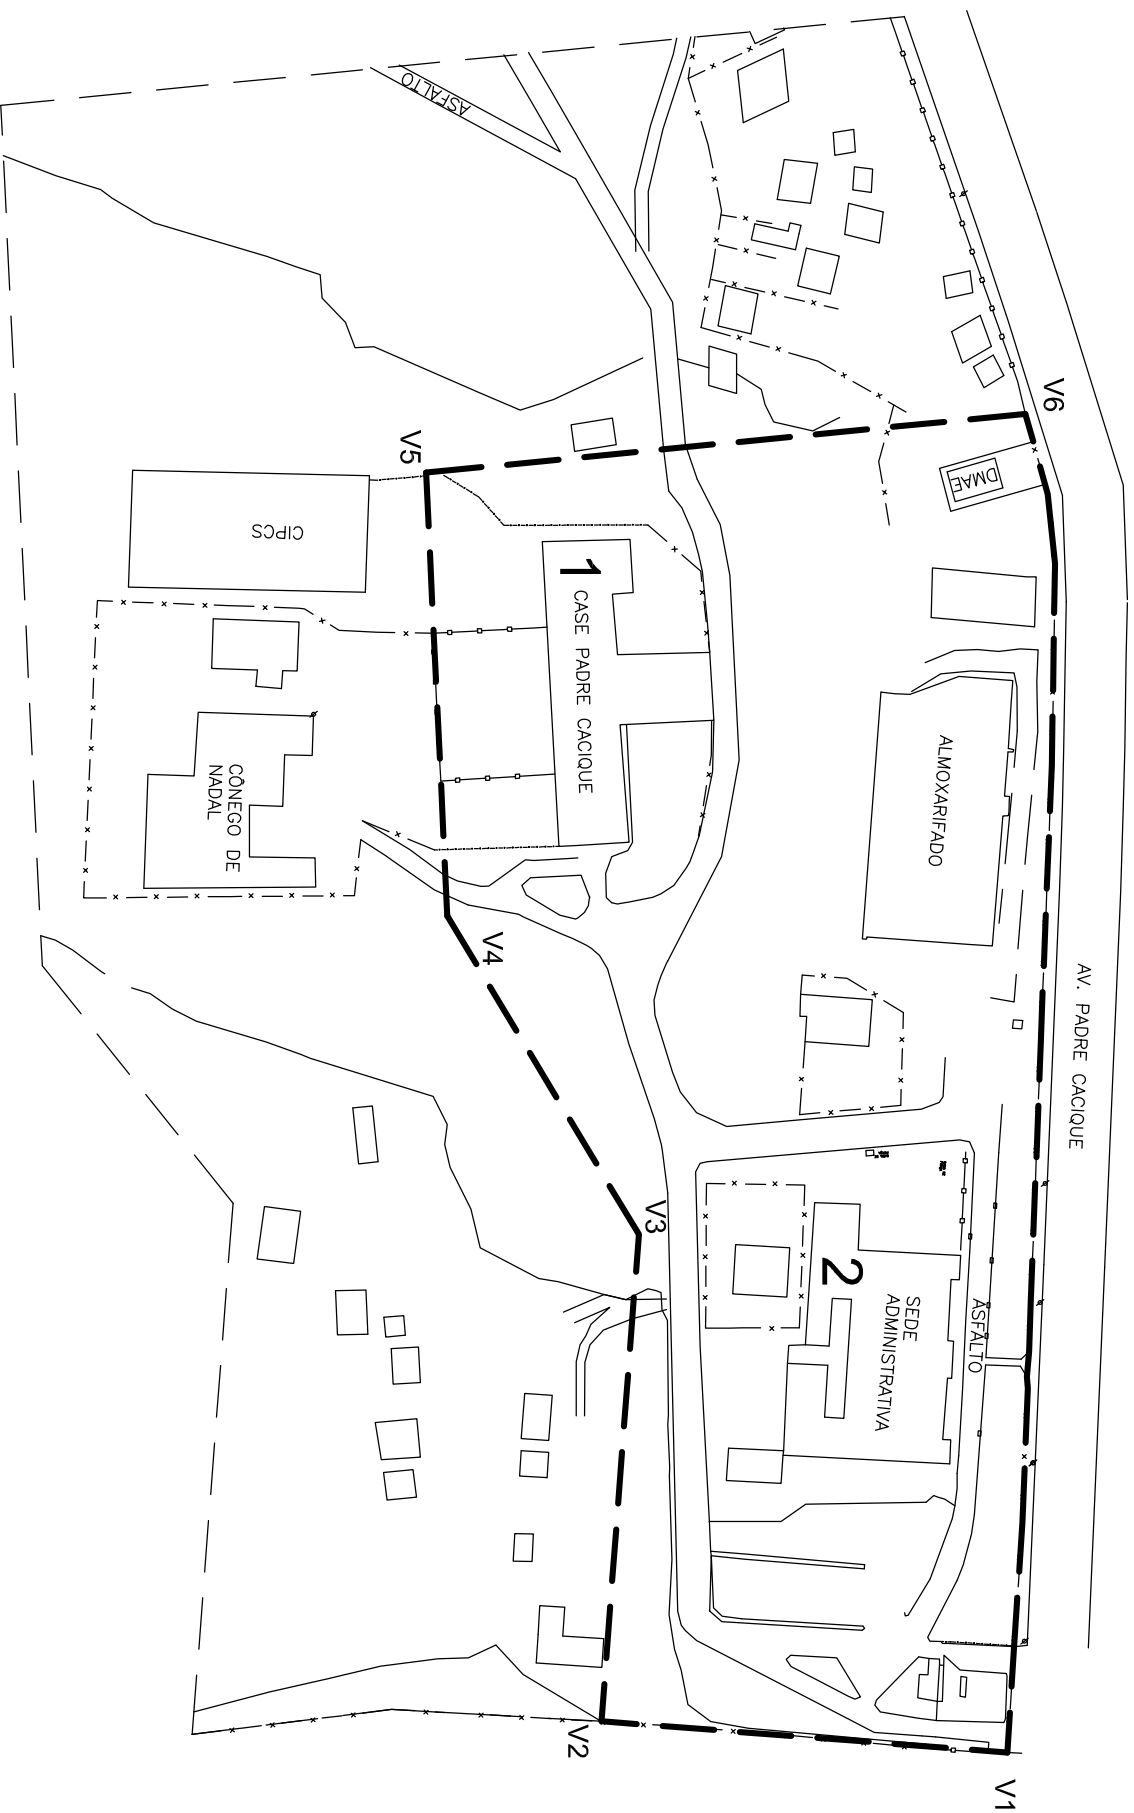 ASFALTO
V6
V5
DMAE
CIPCS
1
CASE PADRE CACIQUE
ALMOXARIFADO
CÔNEGO DE
NADAL
V4
AV. PADRE CACIQUE
V3
2
SEDE
ADMINISTRATIVA
ASFALTO
V2
V1